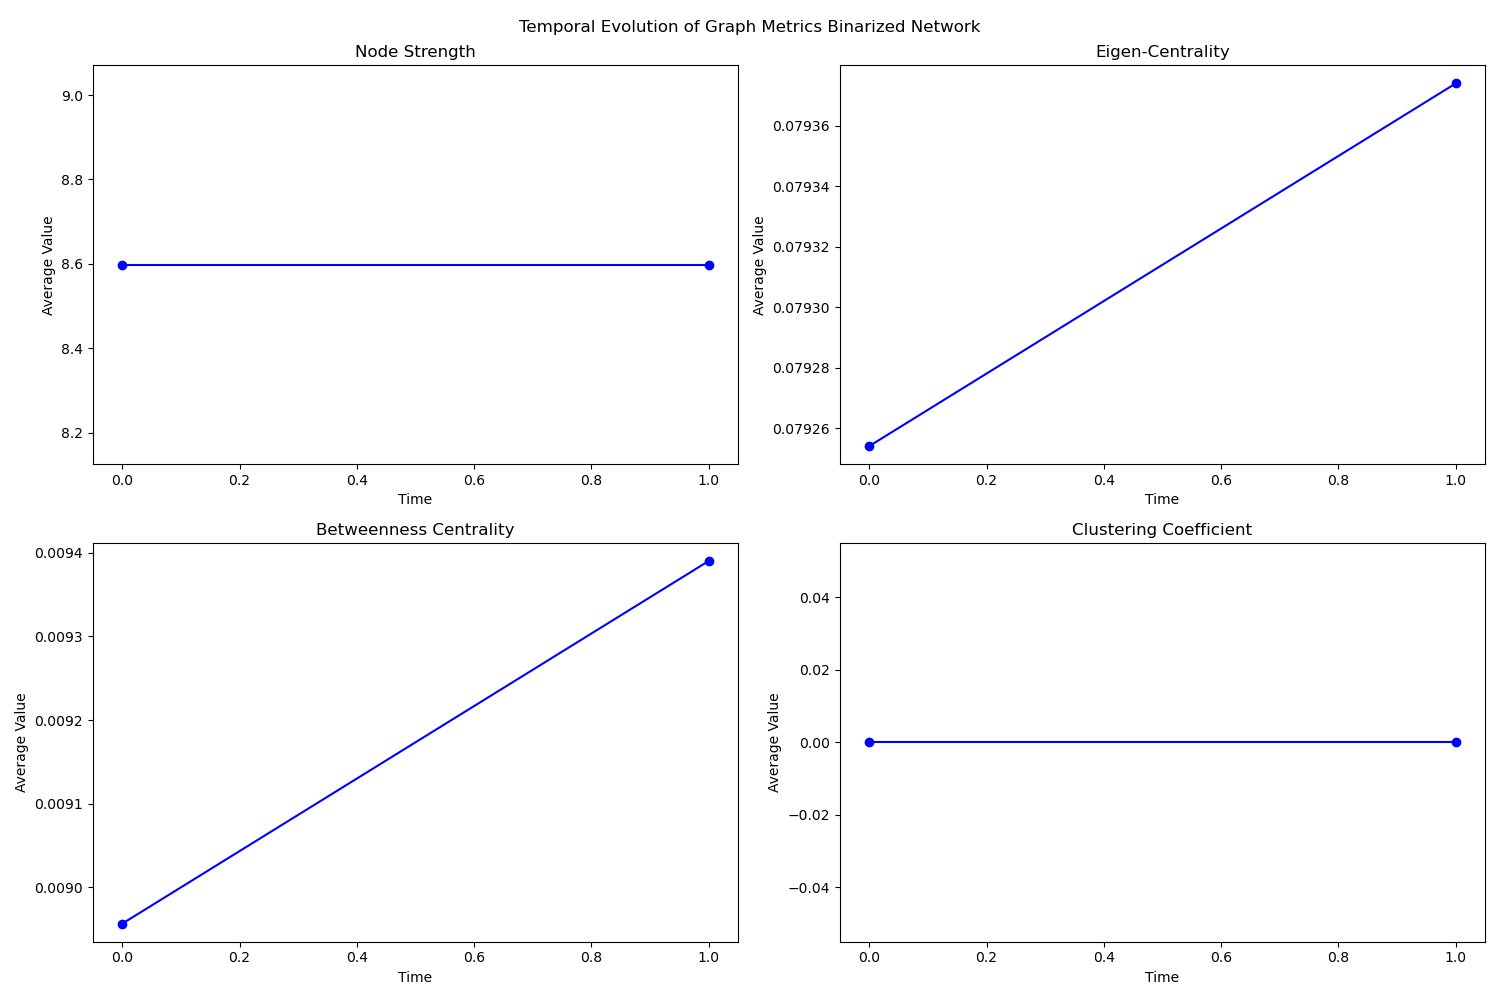 Temporal Evolution of Graph Metrics Binarized Network
Node Strength
9.0
8.8
8.6
8.4
8.2
Average Value
0.0 0.2 0.4 0.6 0.8 1.0
Time
Eigen-Centrality
0.07936
0.07934
0.07932
0.07930
0.07928
0.07926
Average Value
0.0 0.2 0.4 0.6 0.8 1.0
Time
Betweenness Centrality
0.0094
0.0093
0.0092
0.0091
0.0090
Average Value
0.0 0.2 0.4 0.6 0.8 1.0
Time
Clustering Coefficient
0.04
0.02
0.00
−0.02
−0.04
Average Value
0.0 0.2 0.4 0.6 0.8 1.0
Time